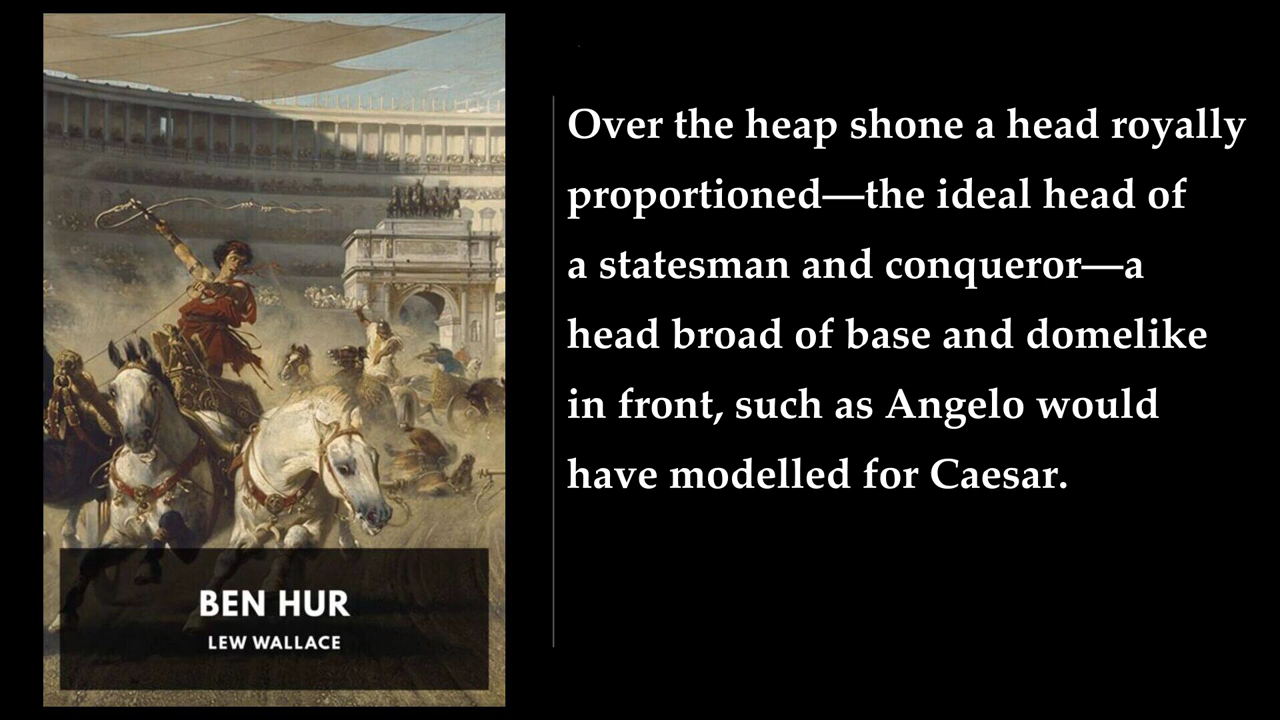 BEN HUR
LEW WALLACE
Over the heap shone a head royally
proportioned—the ideal head of
a statesman and conqueror—a
head broad of base and domelike
in front, such as Angelo would
have modelled for Caesar.